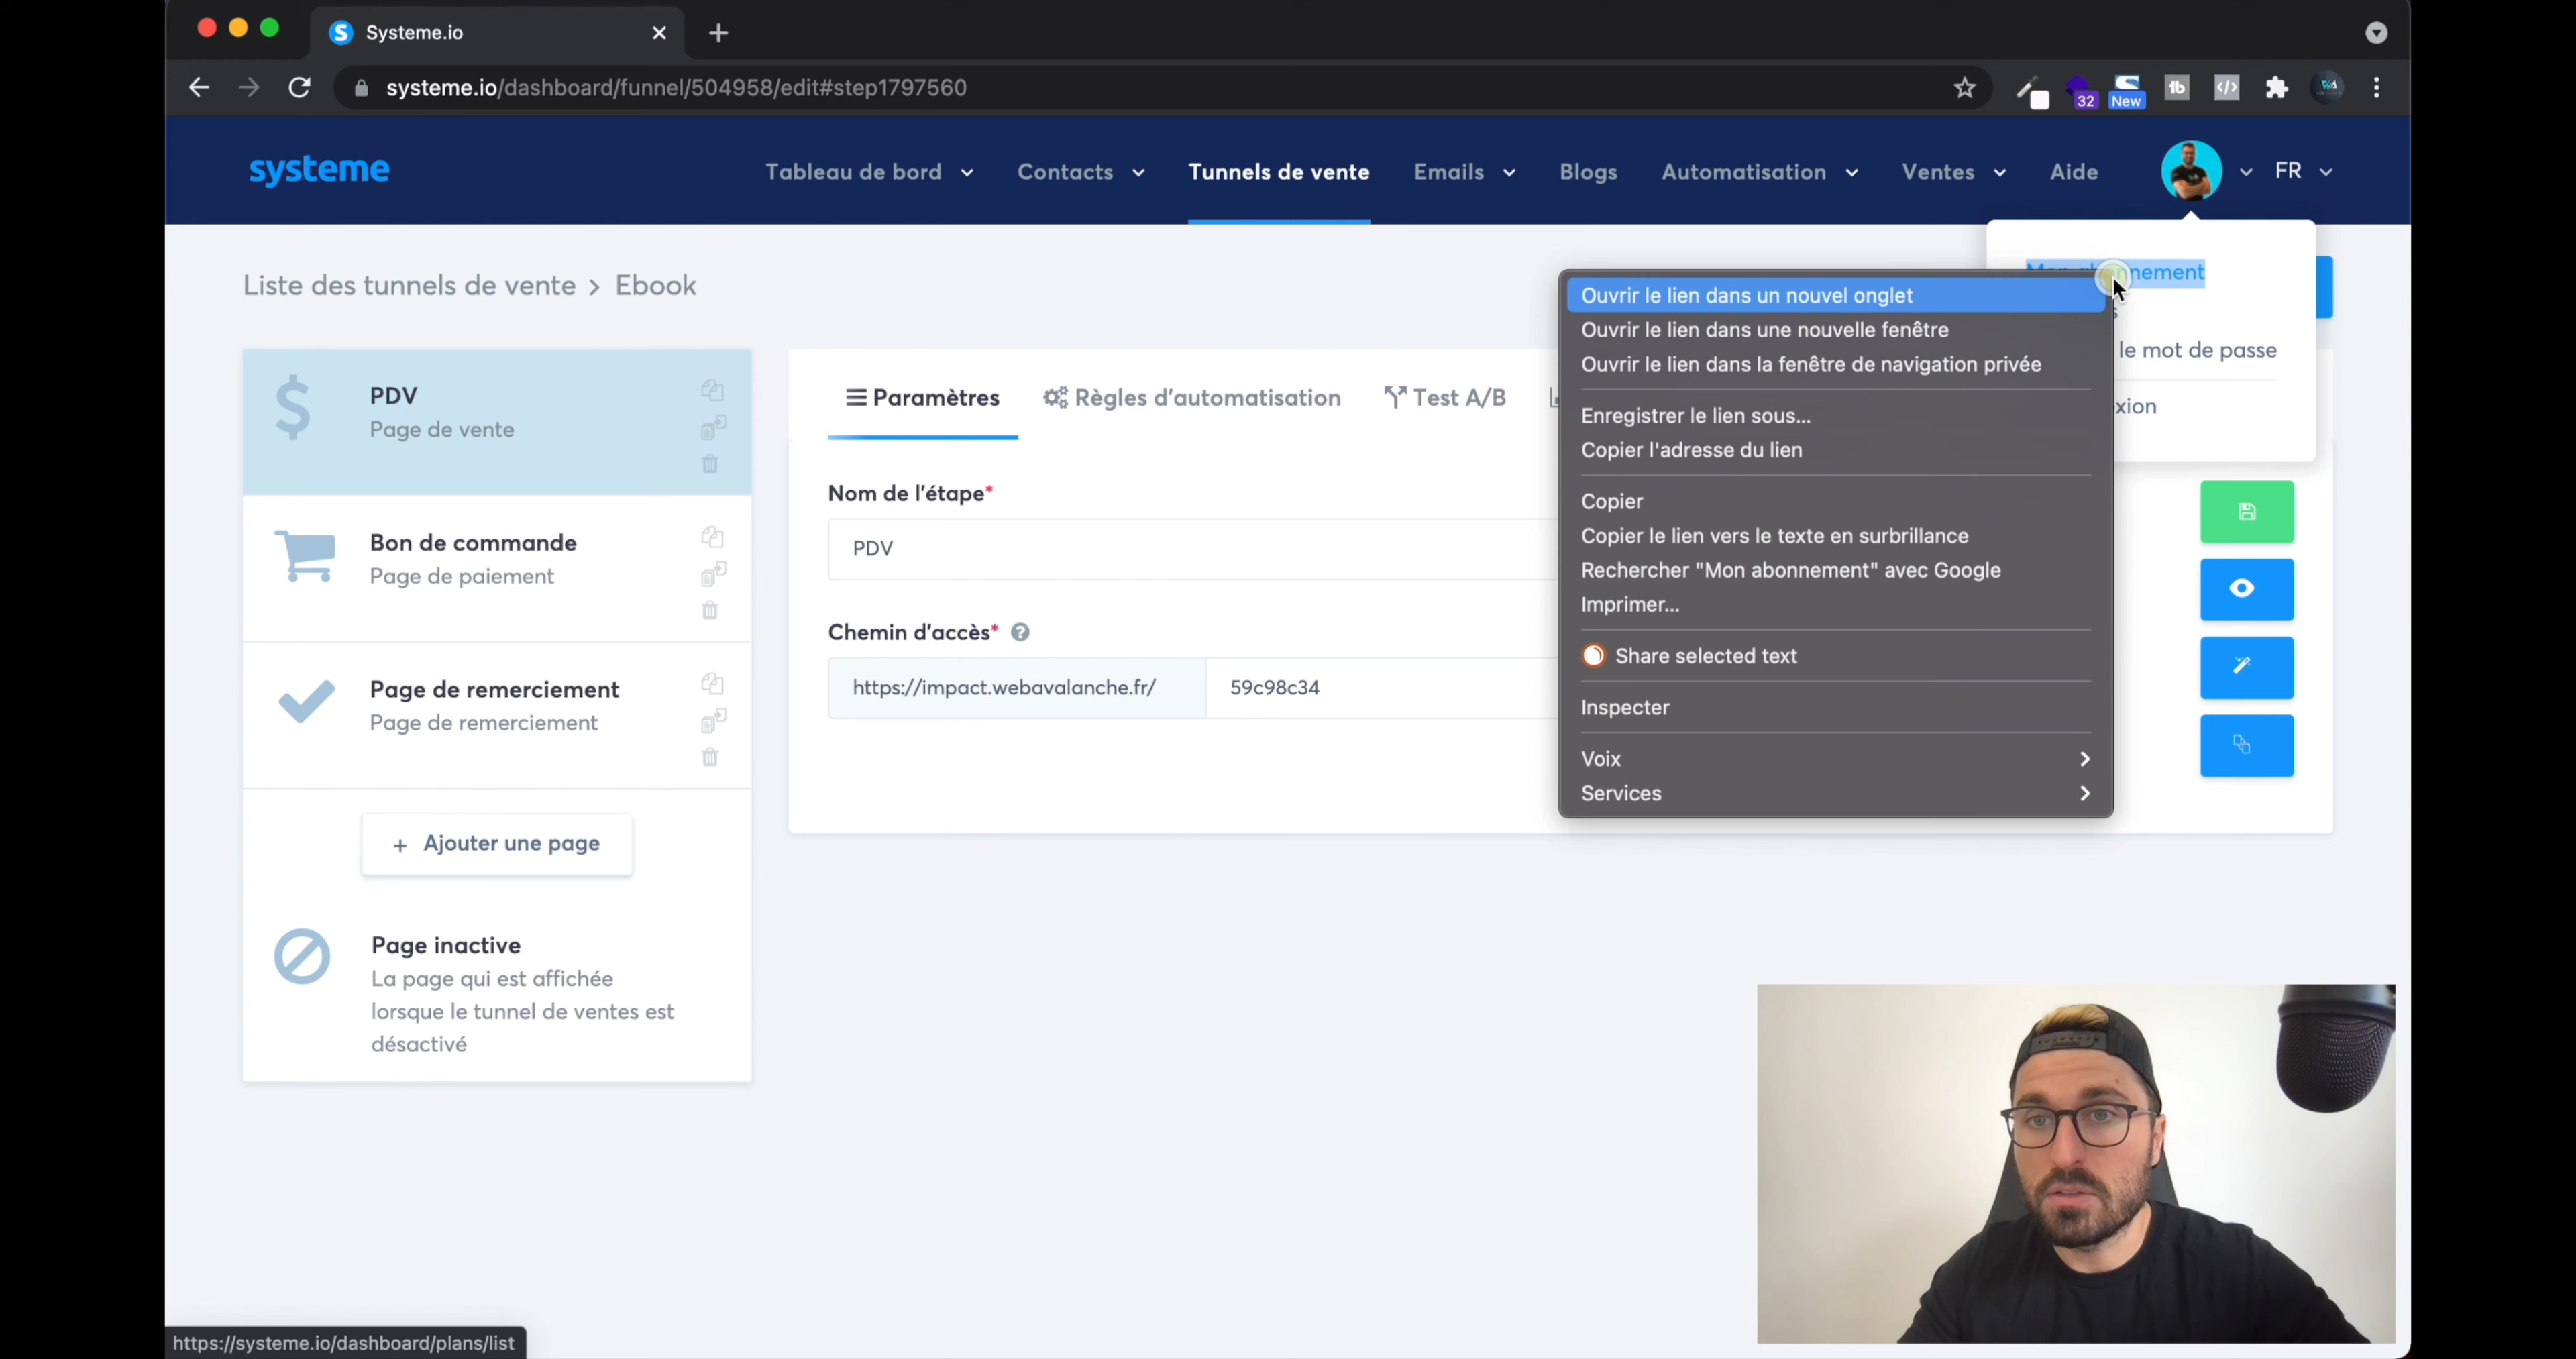 Systeme.io
systeme.io/dashboard/funnel/504958/edit#step1797560
32
New
tb
</>
WA
systeme
Tableau de bord
Contacts
Tunnels de vente
Emails
Blogs
Automatisation
Ventes
Aide
FR
Liste des tunnels de vente > Ebook
Mon abonnement
le mot de passe
xion
PDV
Page de vente
Bon de commande
Page de paiement
Page de remerciement
Page de remerciement
+ Ajouter une page
Page inactive
La page qui est affichée
lorsque le tunnel de ventes est
désactivé
Paramètres
Règles d'automatisation
Test A/B
Nom de l'étape*
PDV
Chemin d'accès* ?
https://impact.webavalanche.fr/
59c98c34
Ouvrir le lien dans un nouvel onglet
Ouvrir le lien dans une nouvelle fenêtre
Ouvrir le lien dans la fenêtre de navigation privée
Enregistrer le lien sous...
Copier l'adresse du lien
Copier
Copier le lien vers le texte en surbrillance
Rechercher "Mon abonnement" avec Google
Imprimer...
Share selected text
Inspecter
Voix
Services
https://systeme.io/dashboard/plans/list